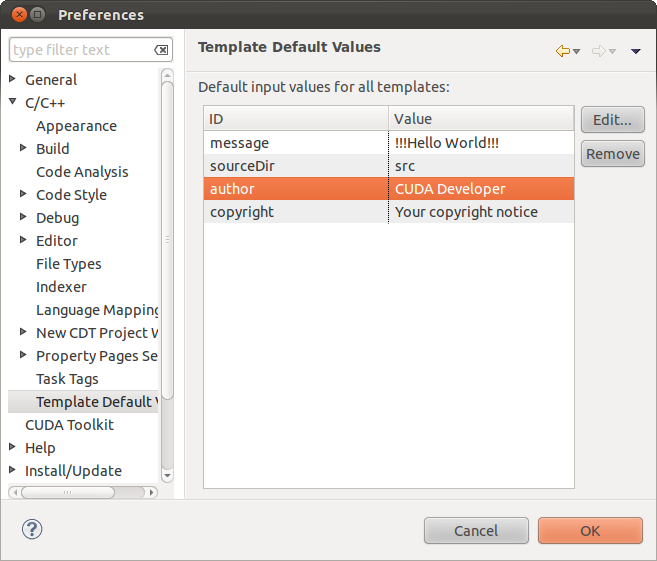 Preferences
type filter text
General
C/C++
Appearance
Build
Code Analysis
Code Style
Debug
Editor
File Types
Indexer
Language Mapping
New CDT Project W
Property Pages Se
Task Tags
Template Default V
CUDA Toolkit
Help
Install/Update
Template Default Values
Default input values for all templates:
ID Value
message !!!Hello World!!!
sourceDir src
author CUDA Developer
copyright Your copyright notice
Edit...
Remove
?
Cancel OK